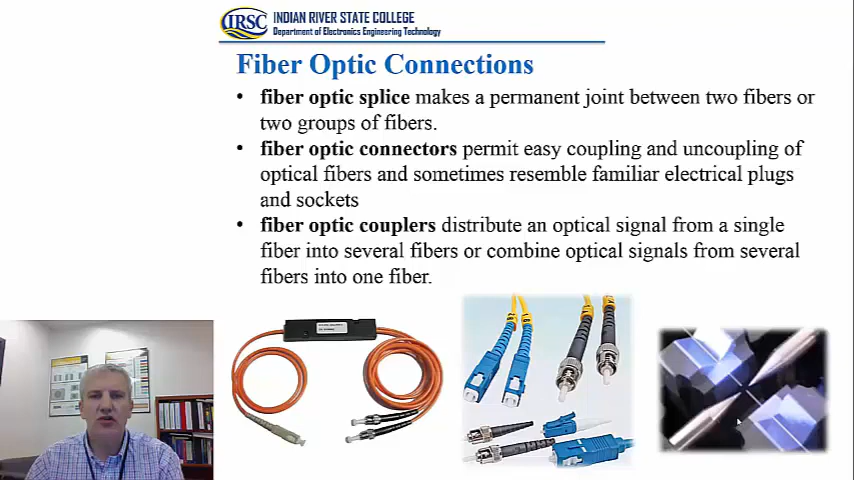 IRSC
INDIAN RIVER STATE COLLEGE
Department of Electronics Engineering Technology
Fiber Optic Connections
• fiber optic splice makes a permanent joint between two fibers or
two groups of fibers.
• fiber optic connectors permit easy coupling and uncoupling of
optical fibers and sometimes resemble familiar electrical plugs
and sockets
• fiber optic couplers distribute an optical signal from a single
fiber into several fibers or combine optical signals from several
fibers into one fiber.